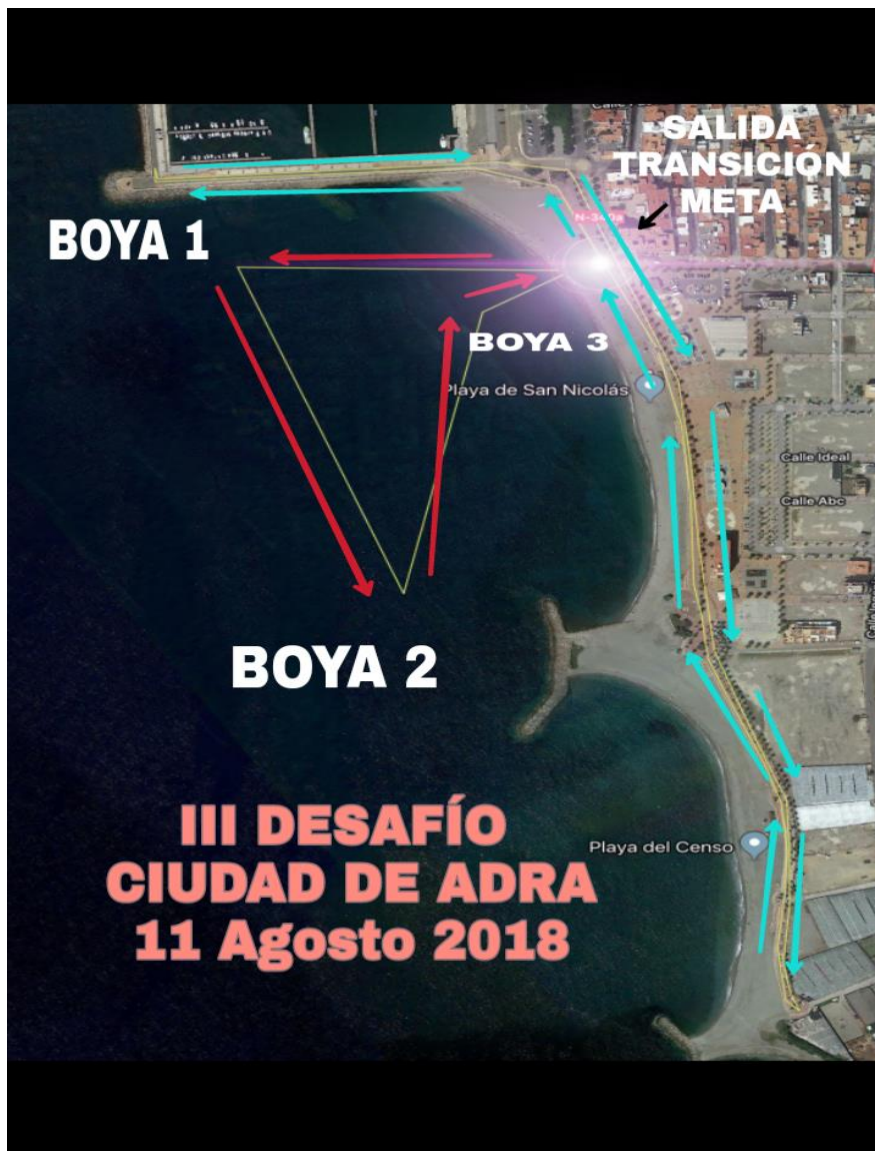 SALIDA
TRANSICIÓN
META
N-340a
BOYA 1
BOYA 3
Playa de San Nicolás
Calle Ideal
Calle Abc
BOYA 2
III DESAFÍO
CIUDAD DE ADRA
11 Agosto 2018
Playa del Censo